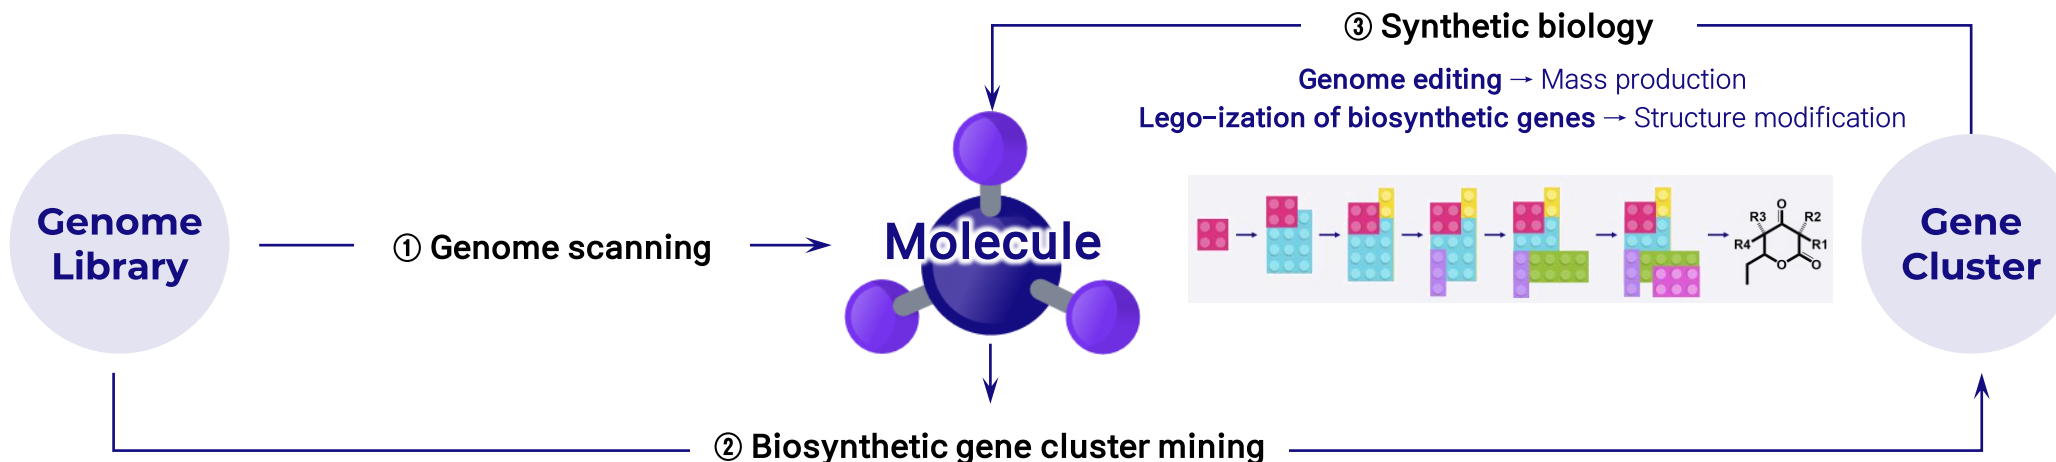 ③ Synthetic biology
Genome editing → Mass production
Lego-ization of biosynthetic genes → Structure modification
Genome
Library
① Genome scanning
Molecule
O
R3
R2
R4
R1
O
O
Gene
Cluster
② Biosynthetic gene cluster mining